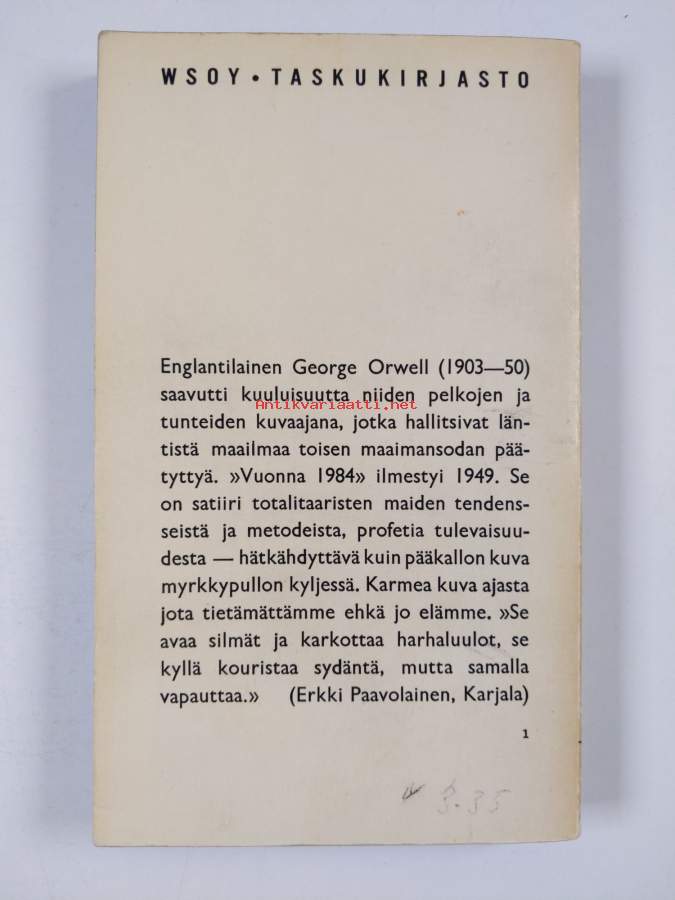 WSOY • TASKUKIRJASTO
Englantilainen George Orwell (1903—50)
saavutti kuuluisuutta niiden pelkojen ja
Antikvariaatti.net
tunteiden kuvaajana, jotka hallitsivat län-
tistä maailmaa toisen maaimansodan pää-
tyttyä. »Vuonna 1984» ilmestyi 1949. Se
on satiiri totalitaaristen maiden tendens-
seistä ja metodeista, profetia tulevaisuu-
desta — hätkähdyttävä kuin pääkallon kuva
myrkkypullon kyljessä. Karmea kuva ajasta
jota tietämättämme ehkä jo elämme. »Se
avaa silmät ja karkottaa harhaluulot, se
kyllä kouristaa sydäntä, mutta samalla
vapauttaa.» (Erkki Paavolainen, Karjala)
1
3.35